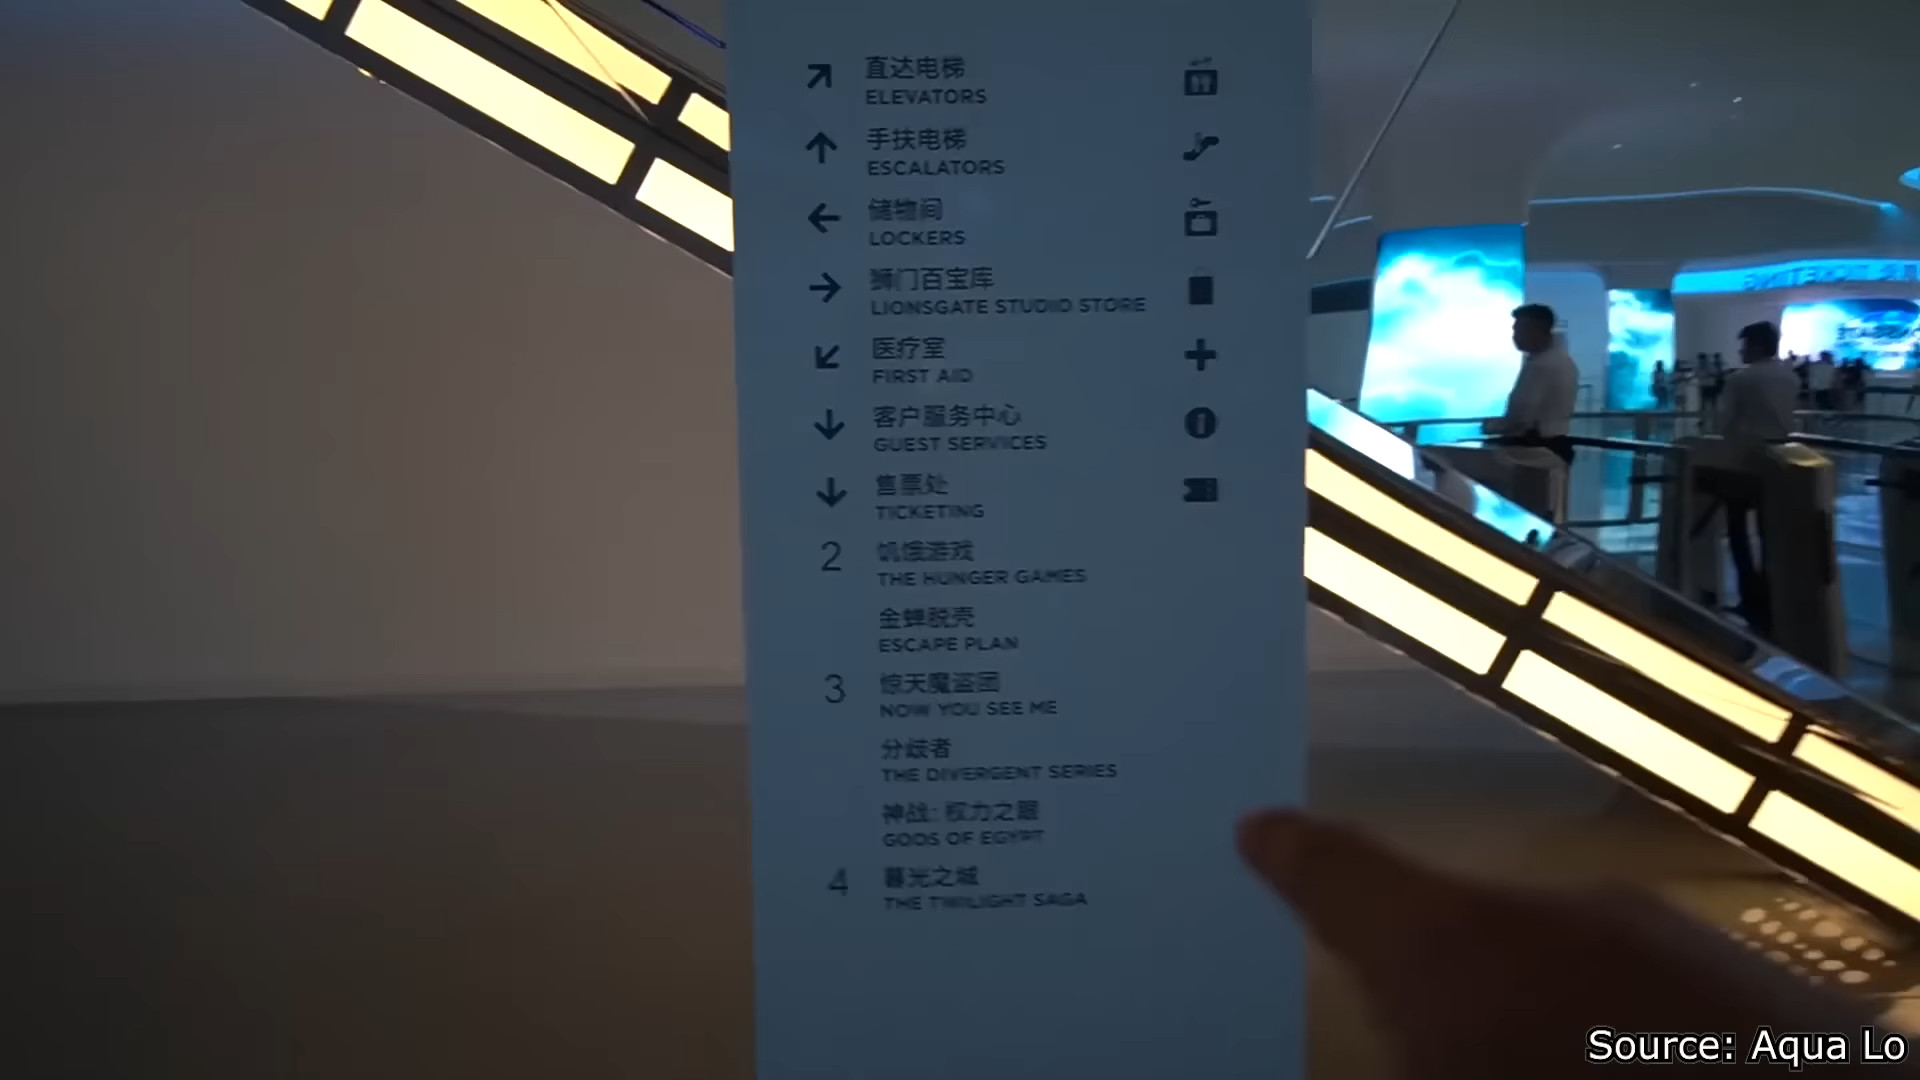 直达电梯
ELEVATORS
手扶电梯
ESCALATORS
储物间
LOCKERS
狮门百宝库
LIONSGATE STUDIO STORE
医疗室
FIRST AID
客户服务中心
GUEST SERVICES
售票处
TICKETING
2 饥饿游戏
THE HUNGER GAMES
金蝉脱壳
ESCAPE PLAN
3 惊天魔盗团
NOW YOU SEE ME
分歧者
THE DIVERGENT SERIES
神战: 权力之眼
GODS OF EGYPT
4 暮光之城
THE TWILIGHT SAGA
Source: Aqua Lo